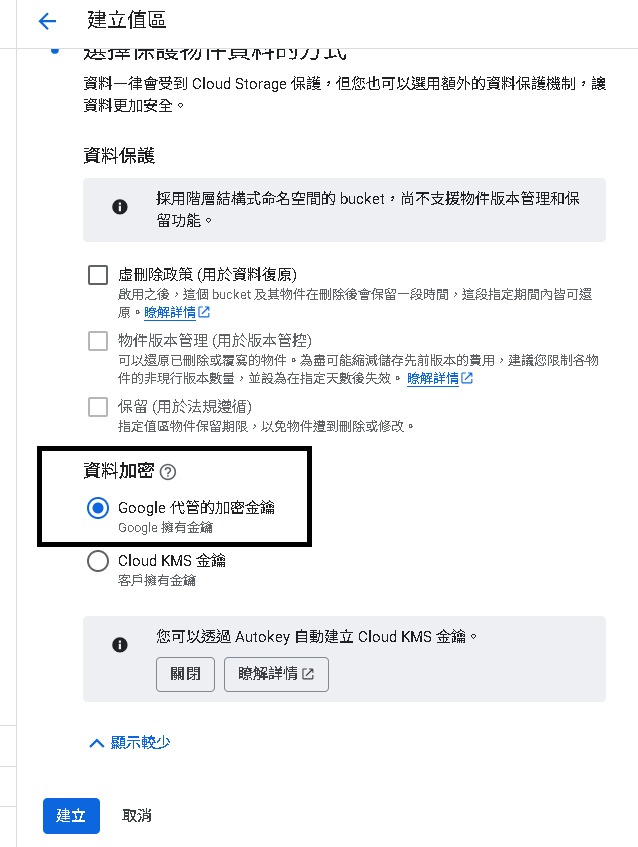 建立值區
選擇保護物件資料的方式
資料一律會受到 Cloud Storage 保護，但您也可以選用額外的資料保護機制，讓
資料更加安全。
資料保護
採用階層結構式命名空間的 bucket，尚不支援物件版本管理和保
留功能。
虛刪除政策 (用於資料復原)
啟用之後，這個 bucket 及其物件在刪除後會保留一段時間，這段指定期間內皆可還
原。瞭解詳情
物件版本管理 (用於版本管控)
可以還原已刪除或覆寫的物件。為盡可能縮減儲存先前版本的費用，建議您限制各物
件的非現行版本數量，並設為在指定天數後失效。 瞭解詳情
保留 (用於法規遵循)
指定值區物件保留期限，以免物件遭到刪除或修改。
資料加密
Google 代管的加密金鑰
Google 擁有金鑰
Cloud KMS 金鑰
客戶擁有金鑰
您可以透過 Autokey 自動建立 Cloud KMS 金鑰。
關閉 瞭解詳情
顯示較少
建立 取消